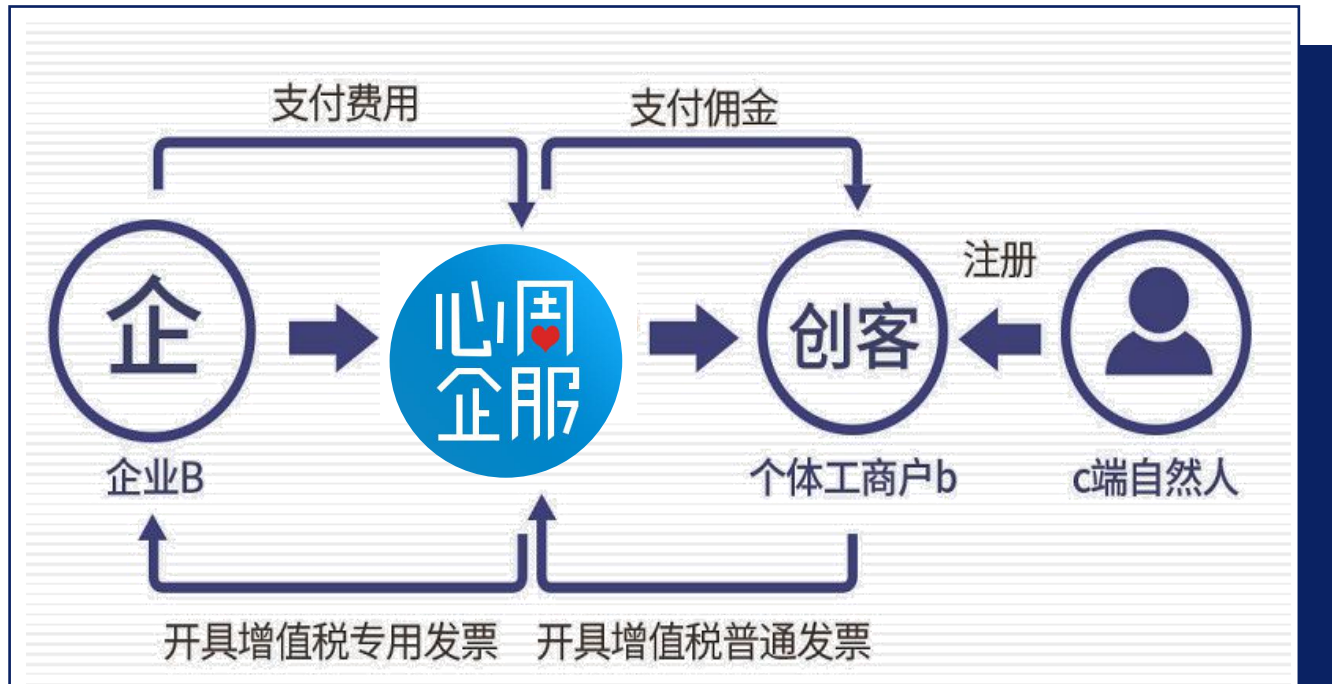 支付费用
支付佣金
注册
企
心周
企服
创客
企业B
个体工商户b
c端自然人
开具增值税专用发票
开具增值税普通发票